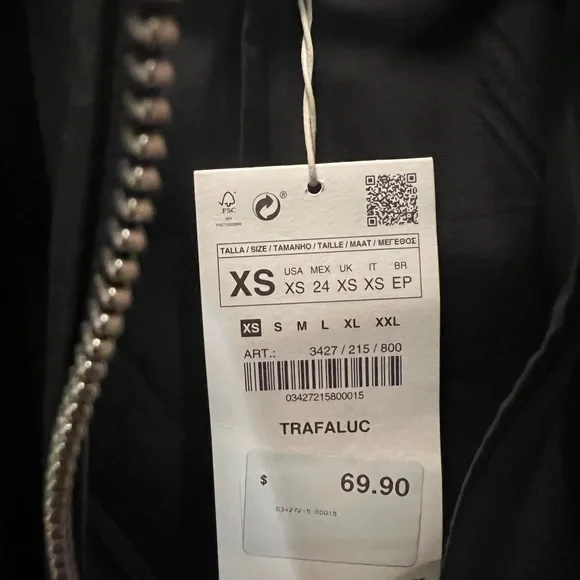 FSC
®
TALLA / SIZE / TAMANHO / TAILLE / MAAT / ΜΕΓΕΘΟΣ
XS USA MEX UK IT BR
XS 24 XS XS EP
XS S M L XL XXL
ART.: 3427 / 215 / 800
03427215800015
TRAFALUC
$ 69.90